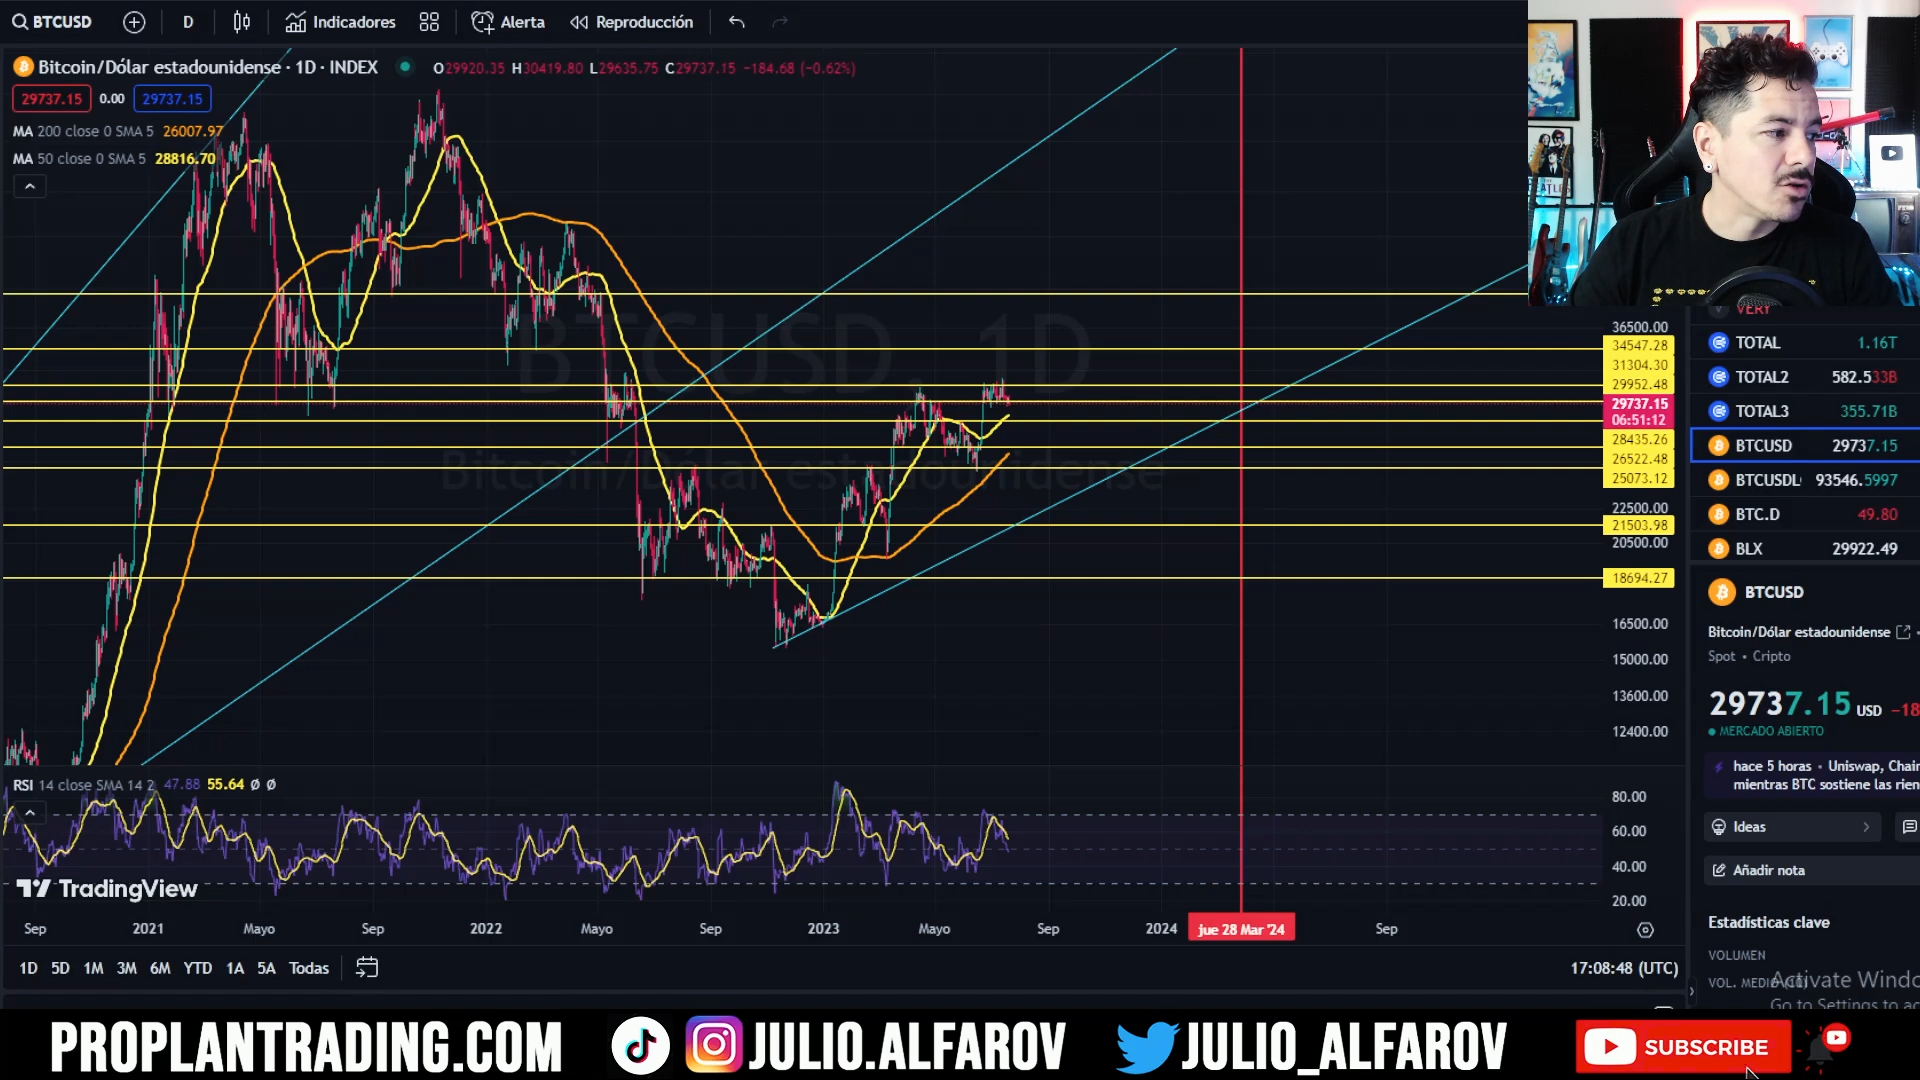 BTCUSD D Indicadores Alerta Reproducción
Bitcoin/Dólar estadounidense · 1D · INDEX O29920.35 H30419.80 L29635.75 C29737.15 −184.68 (−0.62%)
29737.15 0.00 29737.15
MA 200 close 0 SMA 5 26007.97
MA 50 close 0 SMA 5 28816.70
BTCUSD, 1D
Bitcoin/Dólar estadounidense
36500.00
34547.28
31304.30
29952.48
29737.15
06:51:12
28435.26
26522.48
25073.12
22500.00
21503.98
20500.00
18694.27
16500.00
15000.00
13600.00
12400.00
RSI 14 close SMA 14 2 47.88 55.64 Ø Ø
80.00
60.00
40.00
20.00
TradingView
Sep 2021 Mayo Sep 2022 Mayo Sep 2023 Mayo Sep 2024 jue 28 Mar '24 Sep
1D 5D 1M 3M 6M YTD 1A 5A Todas
17:08:48 (UTC)
VERY
TOTAL 1.16T
TOTAL2 582.533B
TOTAL3 355.71B
BTCUSD 29737.15
BTCUSDL 93546.5997
BTC.D 49.80
BLX 29922.49
BTCUSD
Bitcoin/Dólar estadounidense
Spot • Cripto
29737.15 USD −18
MERCADO ABIERTO
hace 5 horas • Uniswap, Chain
mientras BTC sostiene las rien
Ideas
Añadir nota
Estadísticas clave
VOLUMEN
VOL. MEDIO
Activate Windo
Go to Settings to ac
PROPLANTRADING.COM JULIO.ALFAROV JULIO_ALFAROV SUBSCRIBE